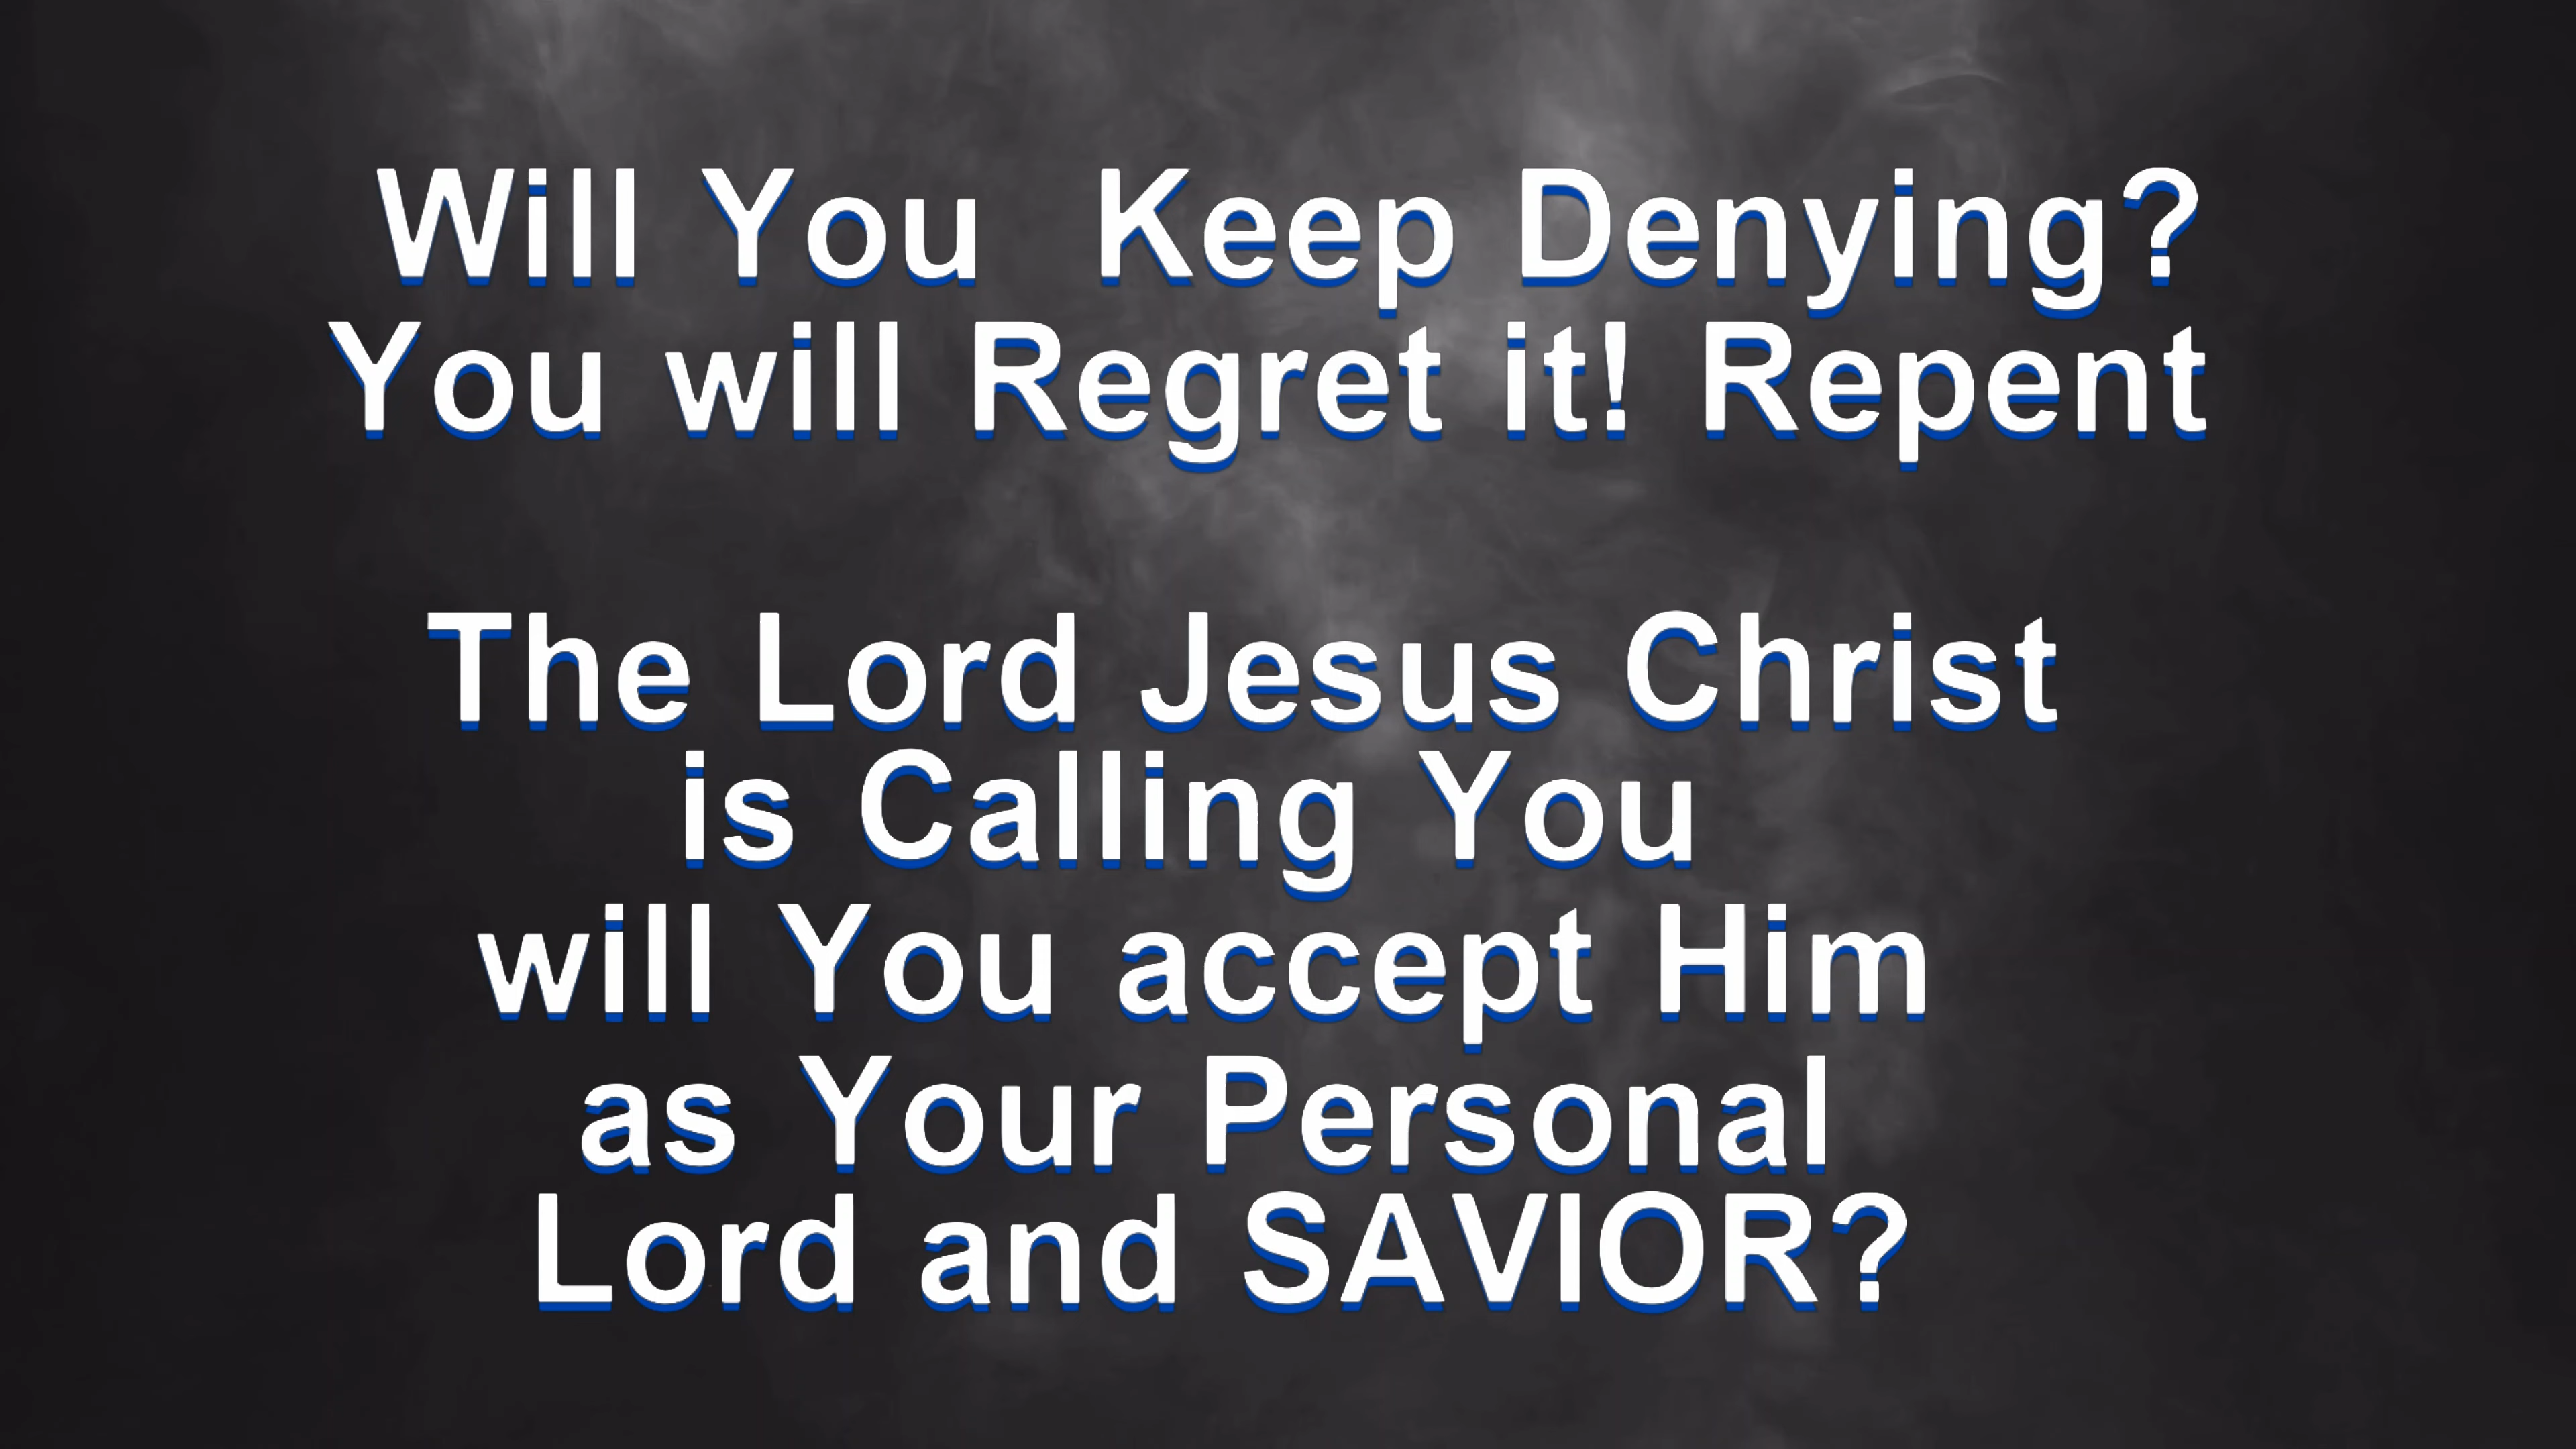 Will You  Keep Denying?
You will Regret it! Repent
The Lord Jesus Christ
is Calling You
will You accept Him
as Your Personal
Lord and SAVIOR?